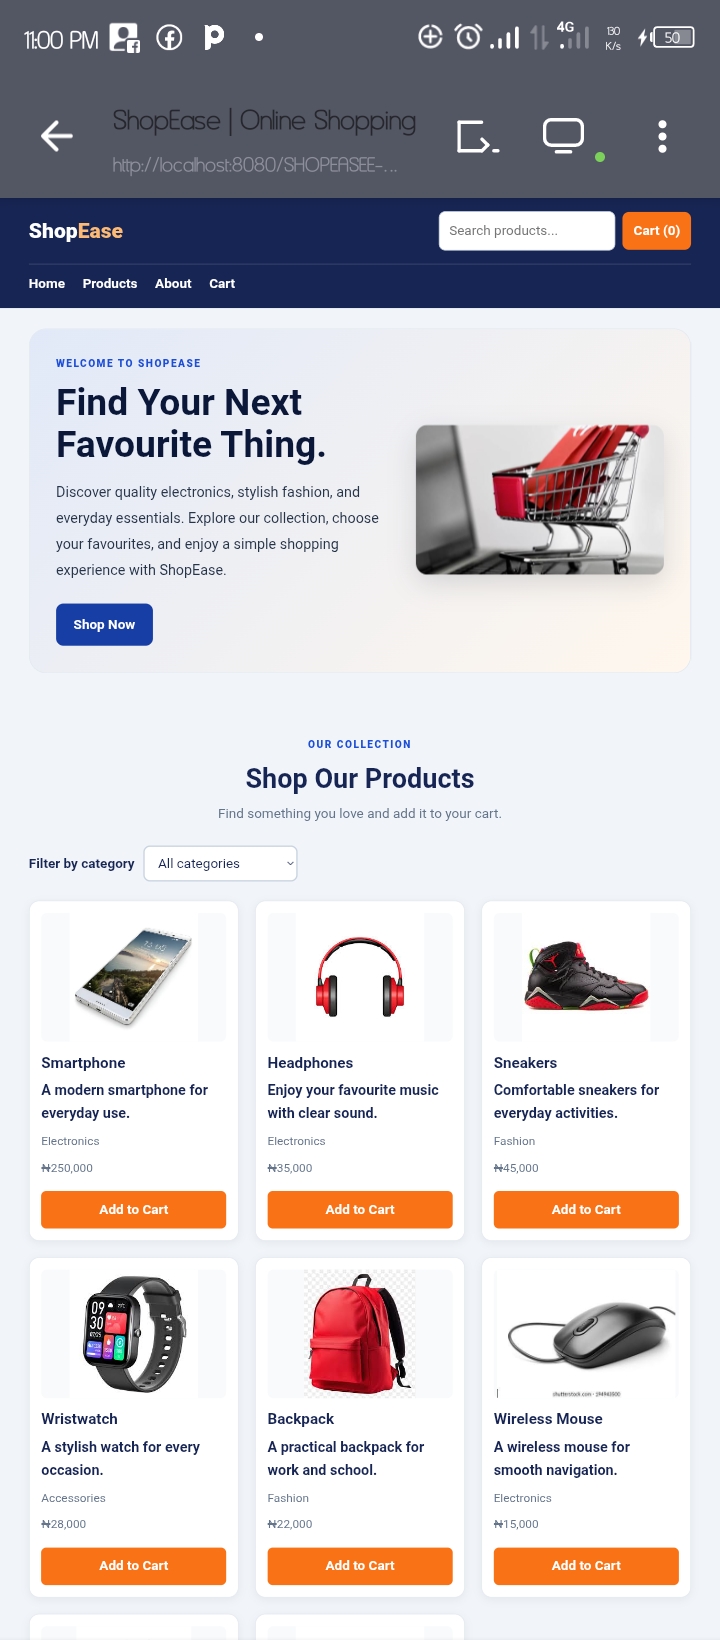 11:00 PM
4G
130
K/s
50
ShopEase | Online Shopping
http://localhost:8080/SHOPEASEE-...
ShopEase
Search products...
Cart (0)
Home Products About Cart
WELCOME TO SHOPEASE
Find Your Next
Favourite Thing.
Discover quality electronics, stylish fashion, and
everyday essentials. Explore our collection, choose
your favourites, and enjoy a simple shopping
experience with ShopEase.
Shop Now
OUR COLLECTION
Shop Our Products
Find something you love and add it to your cart.
Filter by category
All categories
Smartphone
A modern smartphone for
everyday use.
Electronics
₦250,000
Add to Cart
Headphones
Enjoy your favourite music
with clear sound.
Electronics
₦35,000
Add to Cart
Sneakers
Comfortable sneakers for
everyday activities.
Fashion
₦45,000
Add to Cart
09
30
Wristwatch
A stylish watch for every
occasion.
Accessories
₦28,000
Add to Cart
Backpack
A practical backpack for
work and school.
Fashion
₦22,000
Add to Cart
Wireless Mouse
A wireless mouse for
smooth navigation.
Electronics
₦15,000
Add to Cart